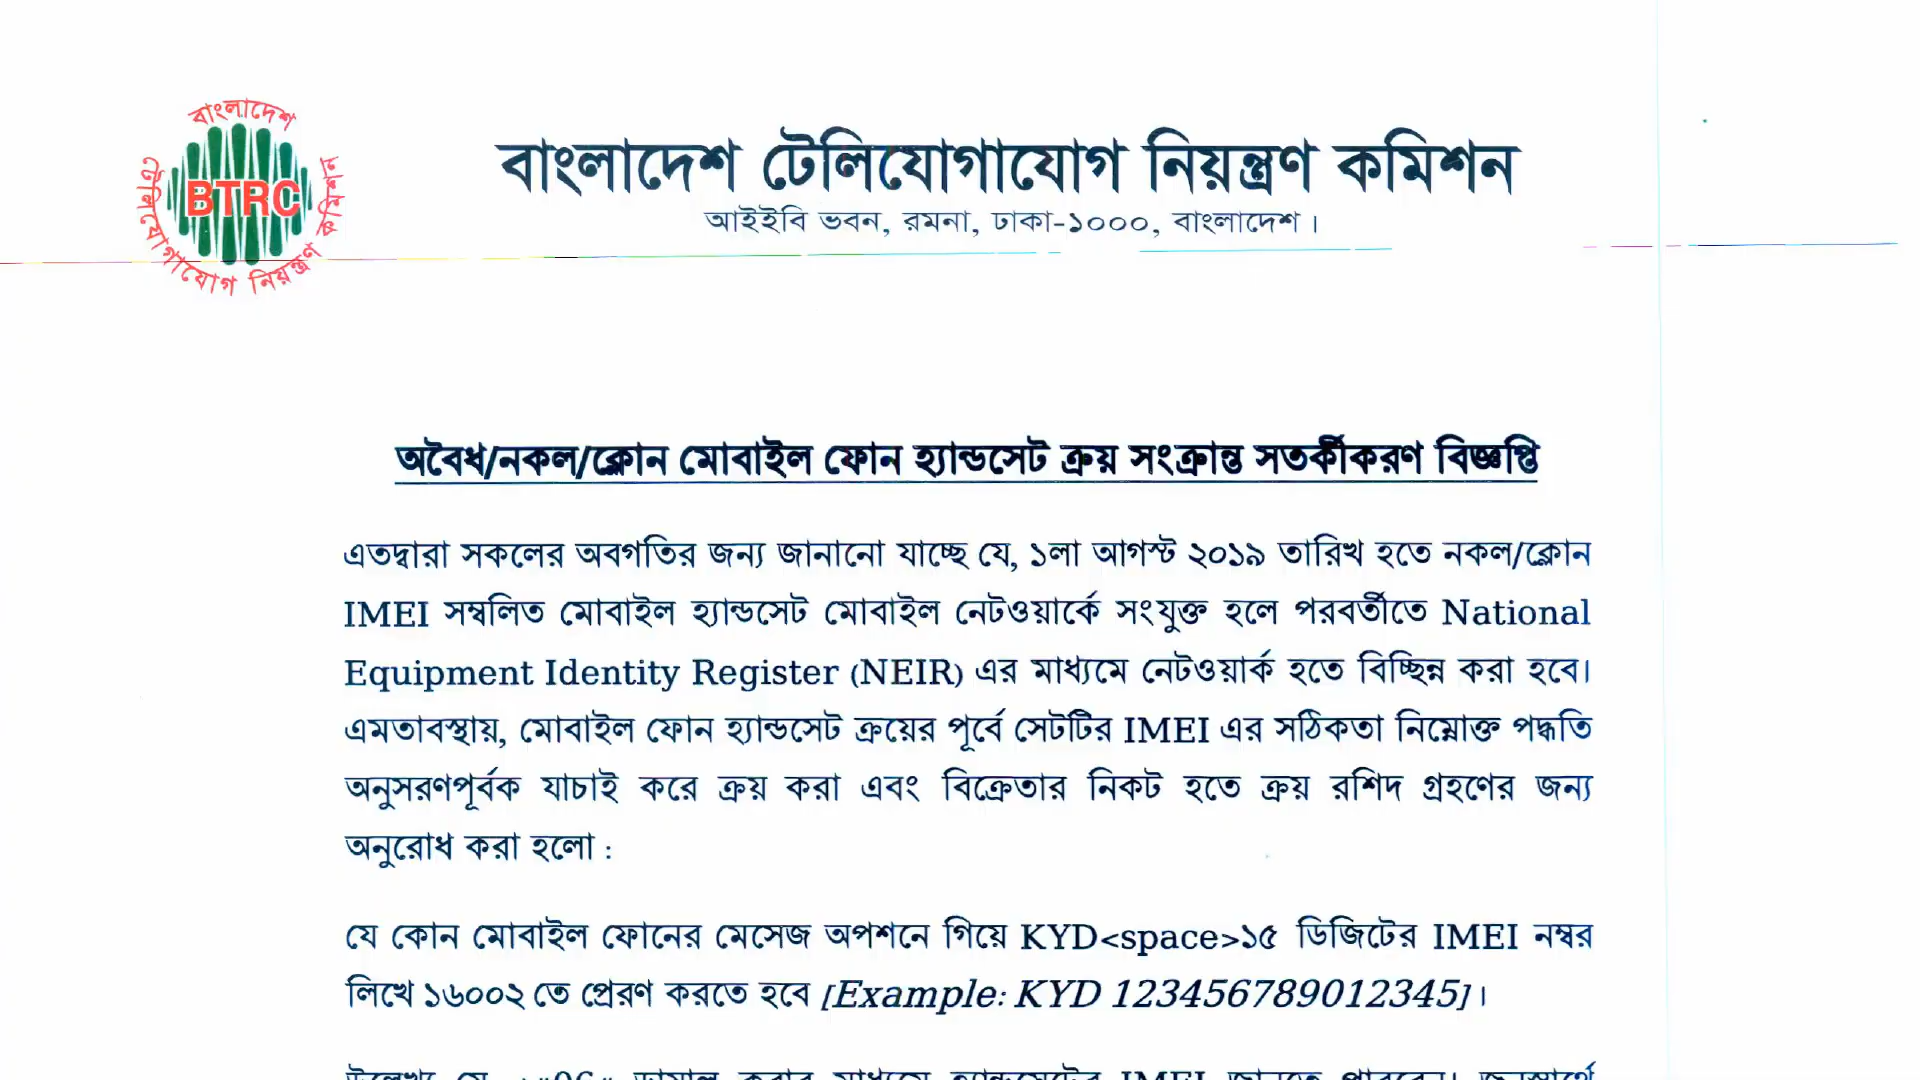 বাংলাদেশ
টেলিযোগাযোগ নিয়ন্ত্রণ কমিশন
BTRC
বাংলাদেশ টেলিযোগাযোগ নিয়ন্ত্রণ কমিশন
আইইবি ভবন, রমনা, ঢাকা-১০০০, বাংলাদেশ।
অবৈধ/নকল/ক্লোন মোবাইল ফোন হ্যান্ডসেট ক্রয় সংক্রান্ত সতর্কীকরণ বিজ্ঞপ্তি
এতদ্বারা সকলের অবগতির জন্য জানানো যাচ্ছে যে, ১লা আগস্ট ২০১৯ তারিখ হতে নকল/ক্লোন
IMEI সম্বলিত মোবাইল হ্যান্ডসেট মোবাইল নেটওয়ার্কে সংযুক্ত হলে পরবর্তীতে National
Equipment Identity Register (NEIR) এর মাধ্যমে নেটওয়ার্ক হতে বিচ্ছিন্ন করা হবে।
এমতাবস্থায়, মোবাইল ফোন হ্যান্ডসেট ক্রয়ের পূর্বে সেটটির IMEI এর সঠিকতা নিম্নোক্ত পদ্ধতি
অনুসরণপূর্বক যাচাই করে ক্রয় করা এবং বিক্রেতার নিকট হতে ক্রয় রশিদ গ্রহণের জন্য
অনুরোধ করা হলো :
যে কোন মোবাইল ফোনের মেসেজ অপশনে গিয়ে KYD<space>১৫ ডিজিটের IMEI নম্বর
লিখে ১৬০০২ তে প্রেরণ করতে হবে [Example: KYD 123456789012345]।